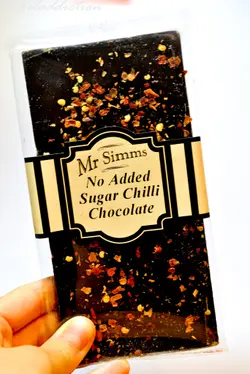 Mr Simms
No Added
Sugar Chilli
Chocolate